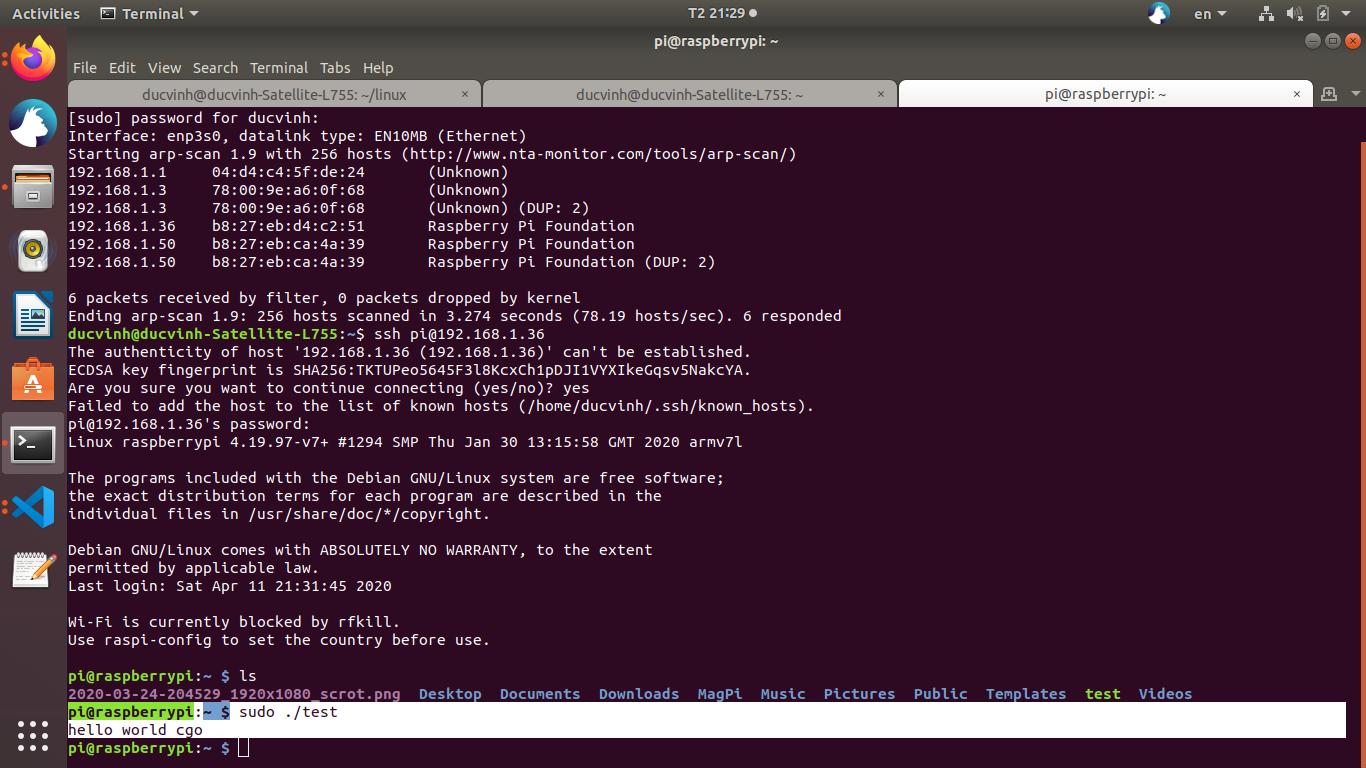 Activities Terminal T2 21:29 en
pi@raspberrypi: ~
File Edit View Search Terminal Tabs Help
ducvinh@ducvinh-Satellite-L755: ~/linux × ducvinh@ducvinh-Satellite-L755: ~ × pi@raspberrypi: ~ ×
[sudo] password for ducvinh:
Interface: enp3s0, datalink type: EN10MB (Ethernet)
Starting arp-scan 1.9 with 256 hosts (http://www.nta-monitor.com/tools/arp-scan/)
192.168.1.1 04:d4:c4:5f:de:24 (Unknown)
192.168.1.3 78:00:9e:a6:0f:68 (Unknown)
192.168.1.3 78:00:9e:a6:0f:68 (Unknown) (DUP: 2)
192.168.1.36 b8:27:eb:d4:c2:51 Raspberry Pi Foundation
192.168.1.50 b8:27:eb:ca:4a:39 Raspberry Pi Foundation
192.168.1.50 b8:27:eb:ca:4a:39 Raspberry Pi Foundation (DUP: 2)
6 packets received by filter, 0 packets dropped by kernel
Ending arp-scan 1.9: 256 hosts scanned in 3.274 seconds (78.19 hosts/sec). 6 responded
ducvinh@ducvinh-Satellite-L755:~$ ssh pi@192.168.1.36
The authenticity of host '192.168.1.36 (192.168.1.36)' can't be established.
ECDSA key fingerprint is SHA256:TKTUPeo5645F3l8KcxCh1pDJI1VYXIkeGqsv5NakcYA.
Are you sure you want to continue connecting (yes/no)? yes
Failed to add the host to the list of known hosts (/home/ducvinh/.ssh/known_hosts).
pi@192.168.1.36's password:
Linux raspberrypi 4.19.97-v7+ #1294 SMP Thu Jan 30 13:15:58 GMT 2020 armv7l
The programs included with the Debian GNU/Linux system are free software;
the exact distribution terms for each program are described in the
individual files in /usr/share/doc/*/copyright.
Debian GNU/Linux comes with ABSOLUTELY NO WARRANTY, to the extent
permitted by applicable law.
Last login: Sat Apr 11 21:31:45 2020
Wi-Fi is currently blocked by rfkill.
Use raspi-config to set the country before use.
pi@raspberrypi:~ $ ls
2020-03-24-204529_1920x1080_scrot.png Desktop Documents Downloads MagPi Music Pictures Public Templates test Videos
pi@raspberrypi:~ $ sudo ./test
hello world cgo
pi@raspberrypi:~ $